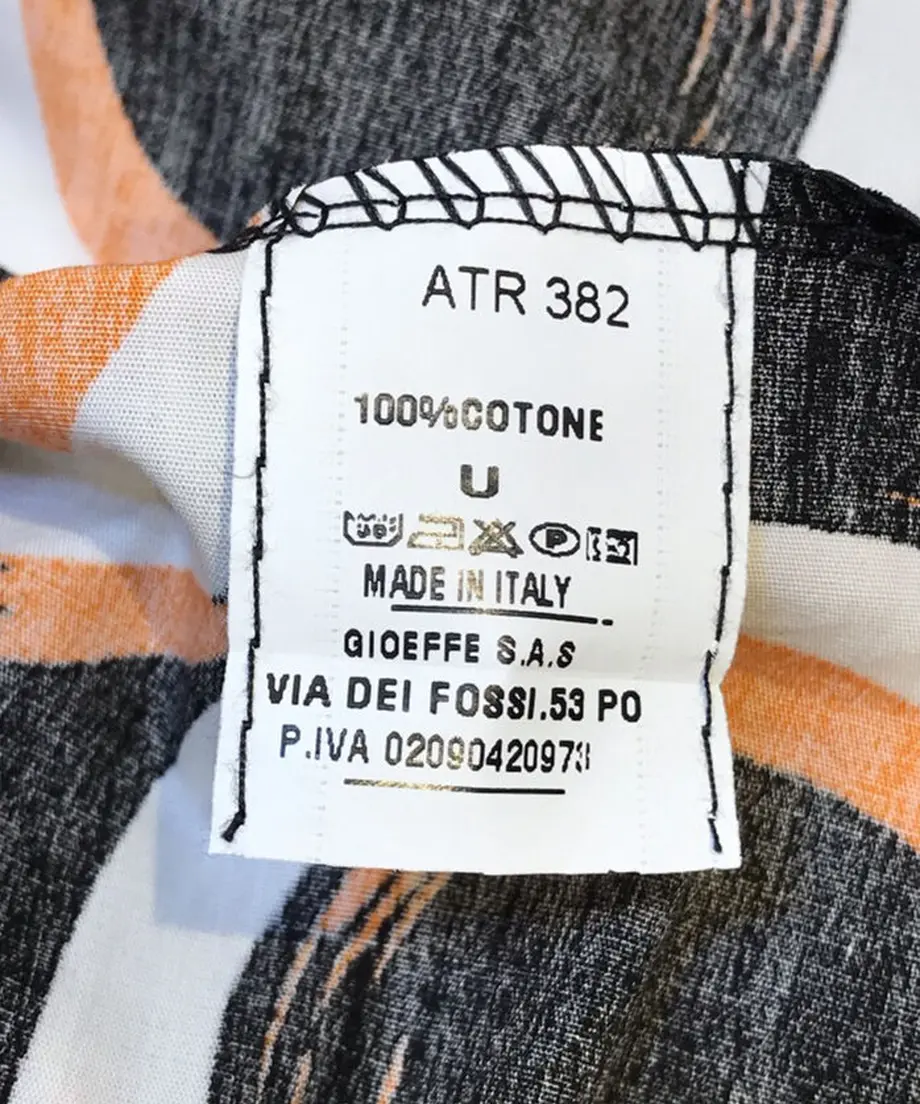 ATR 382
100%COTONE
U
P
MADE IN ITALY
GIOEFFE S.A.S
VIA DEI FOSSI.53 PO
P.IVA 02090420973